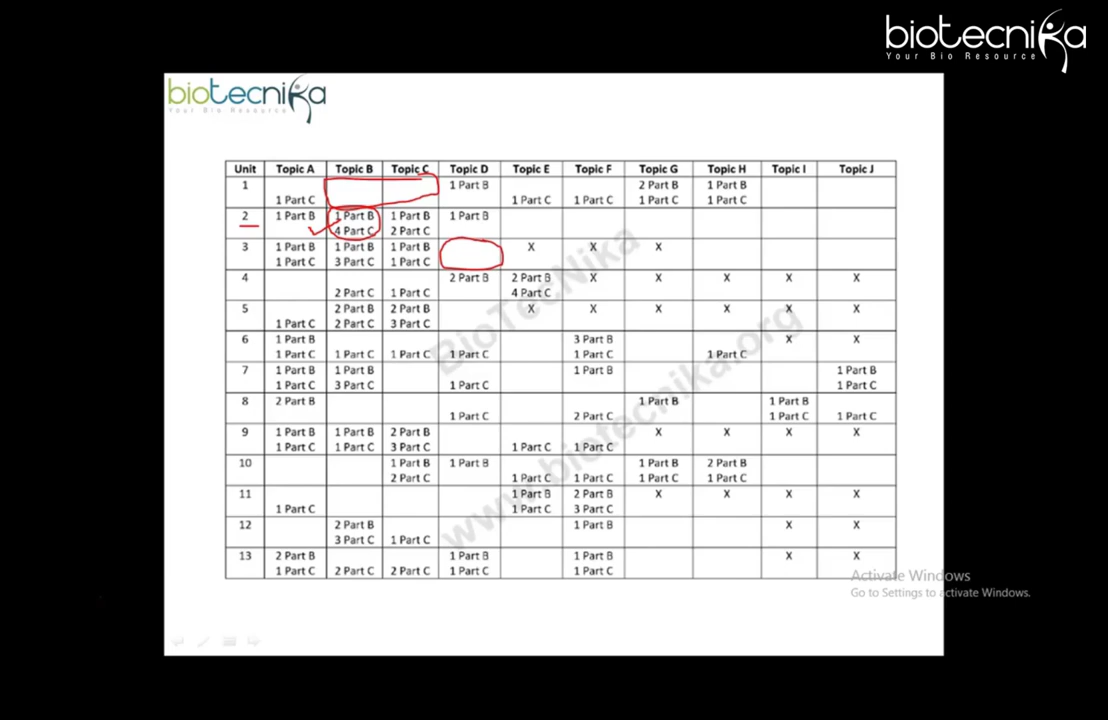 biotecnika
Your Bio Resource
biotecnika
Your Bio Resource
Unit Topic A Topic B Topic C Topic D Topic E Topic F Topic G Topic H Topic I Topic J
1 1 Part B 2 Part B 1 Part B
1 Part C 1 Part C 1 Part C 1 Part C 1 Part C
2 1 Part B 1 Part B 1 Part B 1 Part B
4 Part C 2 Part C
3 1 Part B 1 Part B 1 Part B X X X
1 Part C 3 Part C 1 Part C
4 2 Part B 2 Part B X X X X X
2 Part C 1 Part C 4 Part C
5 2 Part B 2 Part B X X X X X X
1 Part C 2 Part C 3 Part C
6 1 Part B 3 Part B X X
1 Part C 1 Part C 1 Part C 1 Part C 1 Part C 1 Part C
7 1 Part B 1 Part B 1 Part B 1 Part B
1 Part C 3 Part C 1 Part C 1 Part C
8 2 Part B 1 Part B 1 Part B
1 Part C 2 Part C 1 Part C 1 Part C
9 1 Part B 1 Part B 2 Part B X X X X
1 Part C 1 Part C 3 Part C 1 Part C 1 Part C
10 1 Part B 1 Part B 1 Part B 2 Part B
2 Part C 1 Part C 1 Part C 1 Part C 1 Part C
11 1 Part B 2 Part B X X X X
1 Part C 1 Part C 3 Part C
12 2 Part B 1 Part B X X
3 Part C 1 Part C
13 2 Part B 1 Part B 1 Part B X X
1 Part C 2 Part C 2 Part C 1 Part C 1 Part C
BioTecNika
www.biotecnika.org
Activate Windows
Go to Settings to activate Windows.